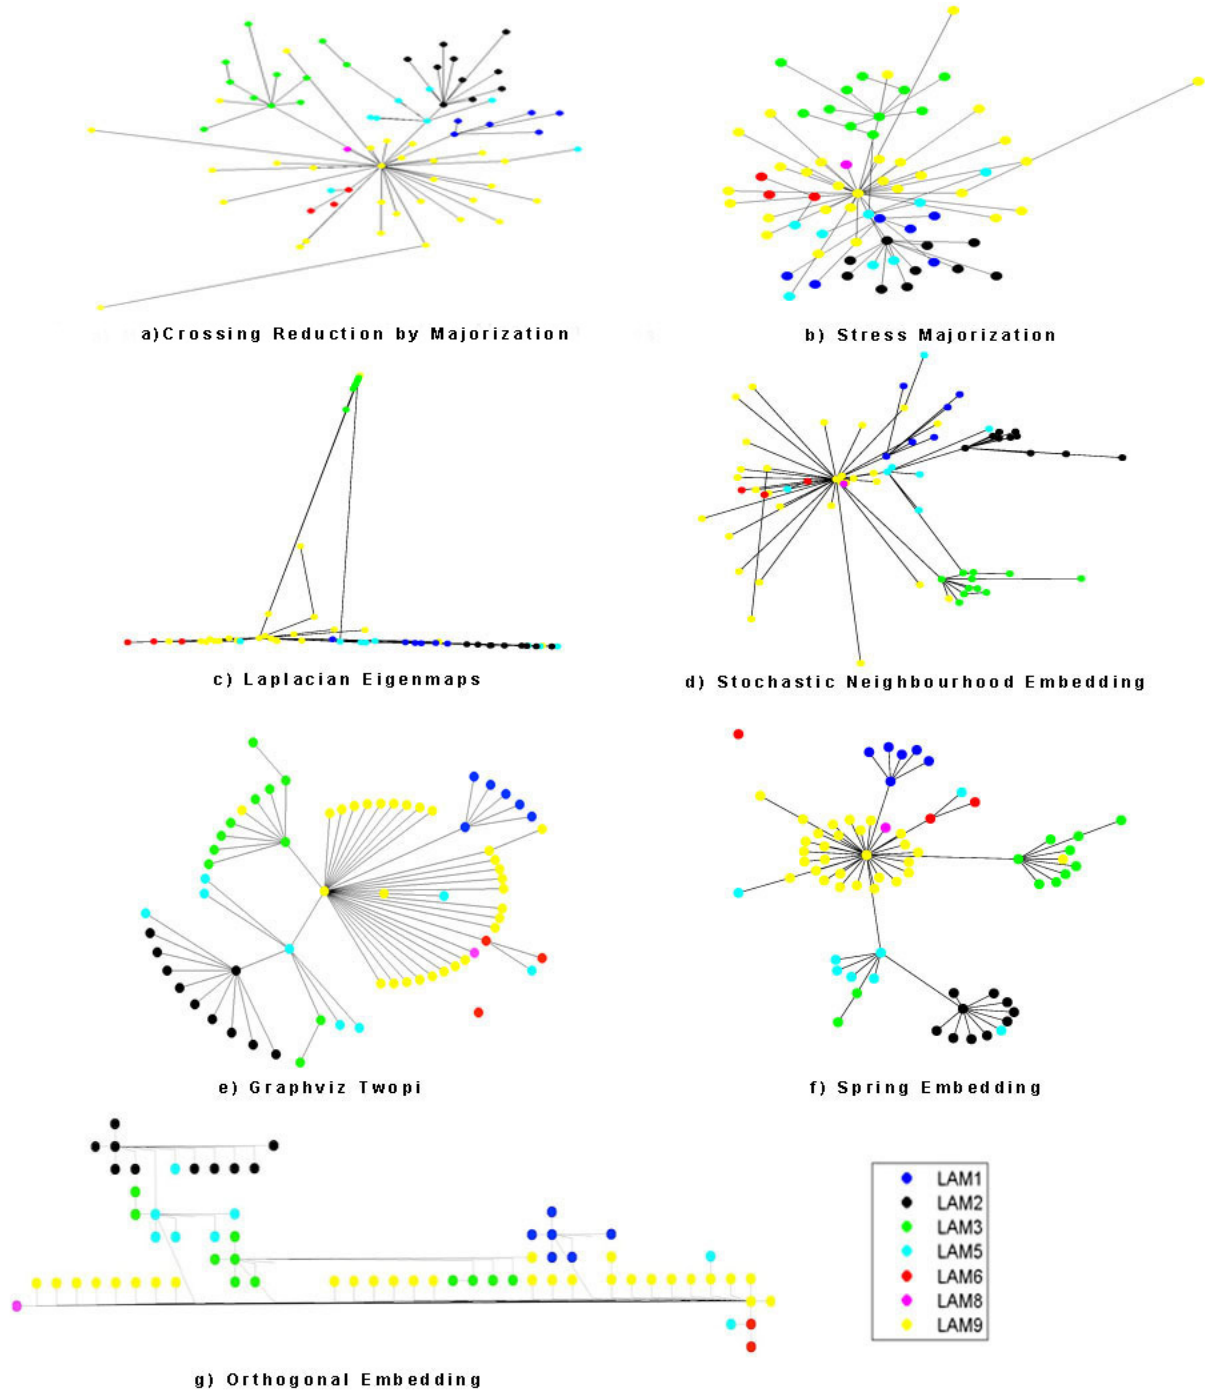 a)Crossing Reduction by Majorization
b) Stress Majorization
c) Laplacian Eigenmaps
d) Stochastic Neighbourhood Embedding
e) Graphviz Twopi
f) Spring Embedding
LAM1
LAM2
LAM3
LAM5
LAM6
LAM8
LAM9
g) Orthogonal Embedding